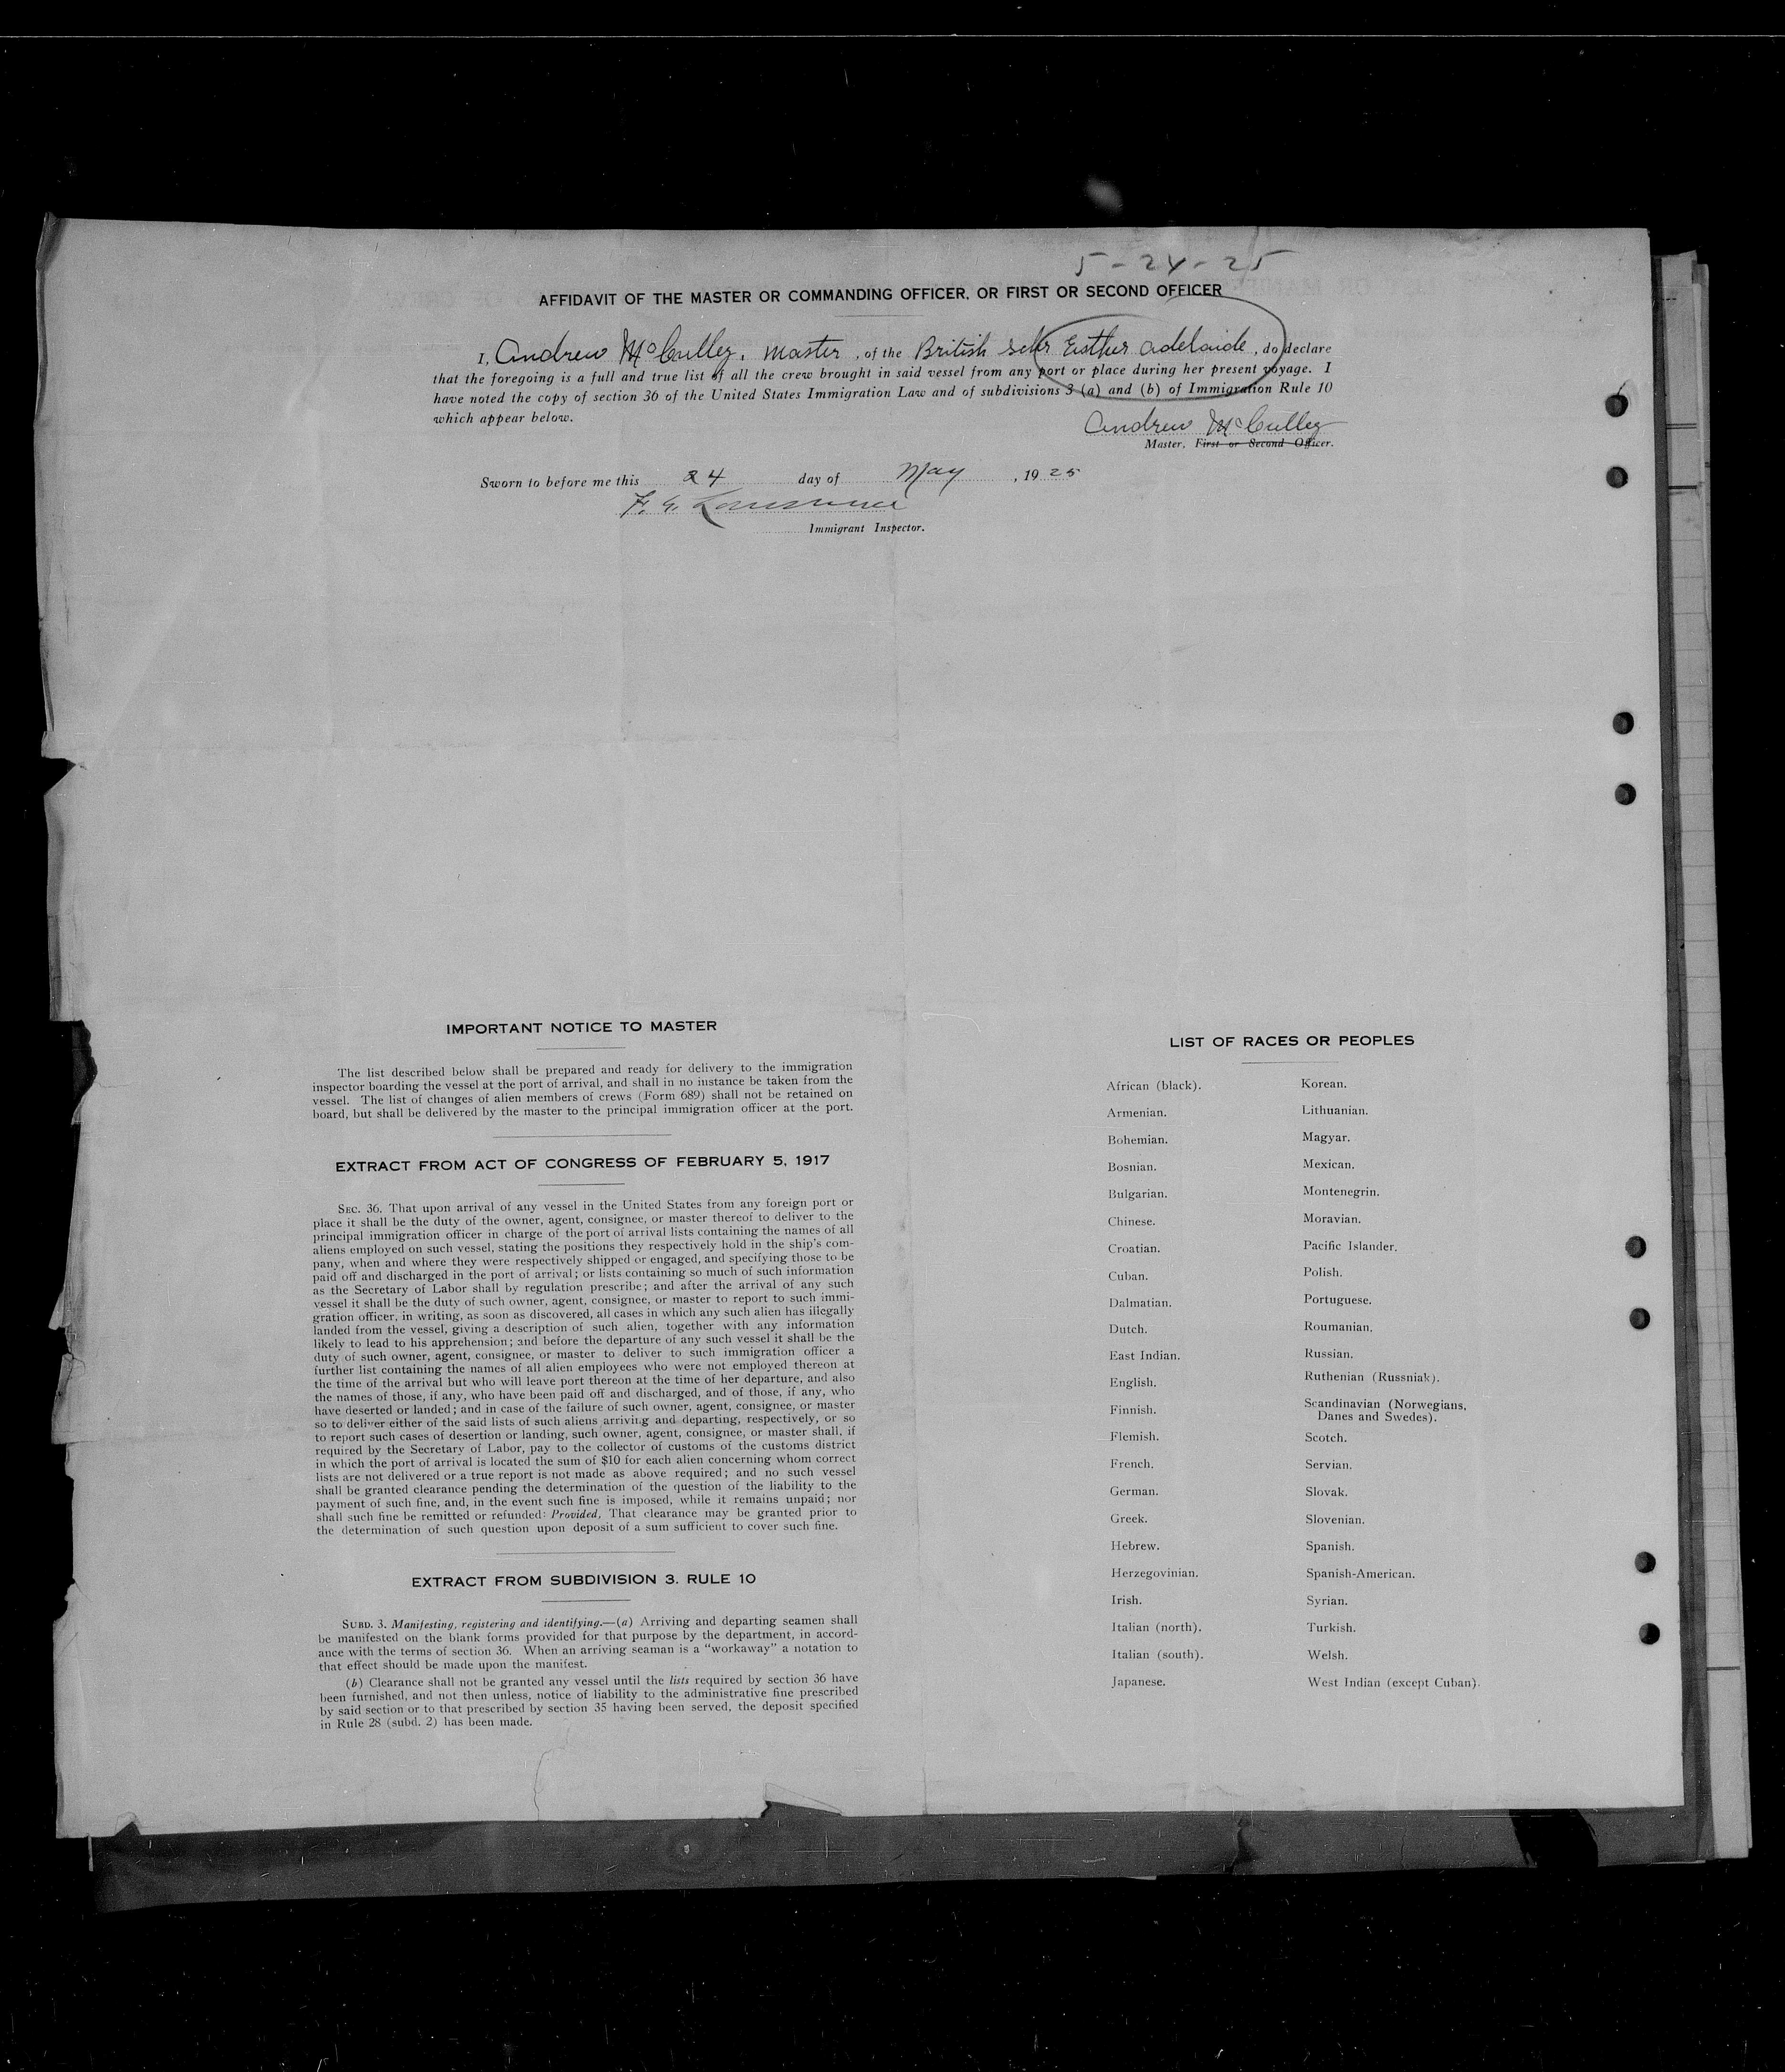 5-24-25
AFFIDAVIT OF THE MASTER OR COMMANDING OFFICER, OR FIRST OR SECOND OFFICER
I, Andrew McCulley, Master, of the British schr Esther Adelaide, do declare
that the foregoing is a full and true list of all the crew brought in said vessel from any port or place during her present voyage. I
have noted the copy of section 36 of the United States Immigration Law and of subdivisions 3 (a) and (b) of Immigration Rule 10
which appear below.
Andrew McCulley
Master, First or Second Officer.
Sworn to before me this 24 day of May, 1925
F. E.
Immigrant Inspector.
IMPORTANT NOTICE TO MASTER
The list described below shall be prepared and ready for delivery to the immigration
inspector boarding the vessel at the port of arrival, and shall in no instance be taken from the
vessel. The list of changes of alien members of crews (Form 689) shall not be retained on
board, but shall be delivered by the master to the principal immigration officer at the port.
EXTRACT FROM ACT OF CONGRESS OF FEBRUARY 5, 1917
SEC. 36. That upon arrival of any vessel in the United States from any foreign port or
place it shall be the duty of the owner, agent, consignee, or master thereof to deliver to the
principal immigration officer in charge of the port of arrival lists containing the names of all
aliens employed on such vessel, stating the positions they respectively hold in the ship's com-
pany, when and where they were respectively shipped or engaged, and specifying those to be
paid off and discharged in the port of arrival; or lists containing so much of such information
as the Secretary of Labor shall by regulation prescribe; and after the arrival of any such
vessel it shall be the duty of such owner, agent, consignee, or master to report to such immi-
gration officer, in writing, as soon as discovered, all cases in which any such alien has illegally
landed from the vessel, giving a description of such alien, together with any information
likely to lead to his apprehension; and before the departure of any such vessel it shall be the
duty of such owner, agent, consignee, or master to deliver to such immigration officer a
further list containing the names of all alien employees who were not employed thereon at
the time of the arrival but who will leave port thereon at the time of her departure, and also
the names of those, if any, who have been paid off and discharged, and of those, if any, who
have deserted or landed; and in case of the failure of such owner, agent, consignee, or master
so to deliver either of the said lists of such aliens arriving and departing, respectively, or so
to report such cases of desertion or landing, such owner, agent, consignee, or master shall, if
required by the Secretary of Labor, pay to the collector of customs of the customs district
in which the port of arrival is located the sum of $10 for each alien concerning whom correct
lists are not delivered or a true report is not made as above required; and no such vessel
shall be granted clearance pending the determination of the question of the liability to the
payment of such fine, and, in the event such fine is imposed, while it remains unpaid; nor
shall such fine be remitted or refunded: Provided, That clearance may be granted prior to
the determination of such question upon deposit of a sum sufficient to cover such fine.
EXTRACT FROM SUBDIVISION 3, RULE 10
SUBD. 3. Manifesting, registering and identifying.—(a) Arriving and departing seamen shall
be manifested on the blank forms provided for that purpose by the department, in accord-
ance with the terms of section 36. When an arriving seaman is a "workaway" a notation to
that effect should be made upon the manifest.
(b) Clearance shall not be granted any vessel until the lists required by section 36 have
been furnished, and not then unless, notice of liability to the administrative fine prescribed
by said section or to that prescribed by section 35 having been served, the deposit specified
in Rule 28 (subd. 2) has been made.
LIST OF RACES OR PEOPLES
African (black).
Armenian.
Bohemian.
Bosnian.
Bulgarian.
Chinese.
Croatian.
Cuban.
Dalmatian.
Dutch.
East Indian.
English.
Finnish.
Flemish.
French.
German.
Greek.
Hebrew.
Herzegovinian.
Irish.
Italian (north).
Italian (south).
Japanese.
Korean.
Lithuanian.
Magyar.
Mexican.
Montenegrin.
Moravian.
Pacific Islander.
Polish.
Portuguese.
Roumanian.
Russian.
Ruthenian (Russniak).
Scandinavian (Norwegians,
Danes and Swedes).
Scotch.
Servian.
Slovak.
Slovenian.
Spanish.
Spanish-American.
Syrian.
Turkish.
Welsh.
West Indian (except Cuban).